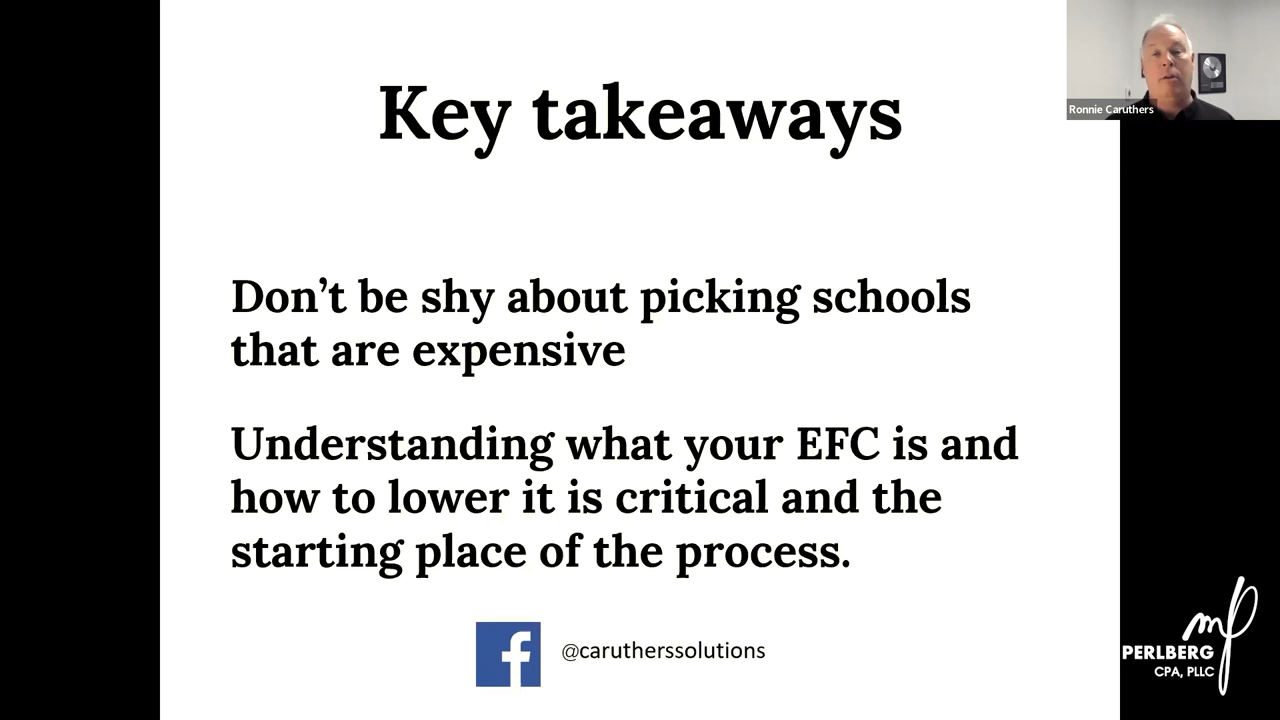 Key takeaways
Ronnie Caruthers
Don’t be shy about picking schools
that are expensive
Understanding what your EFC is and
how to lower it is critical and the
starting place of the process.
@carutherssolutions
mp
PERLBERG
CPA, PLLC